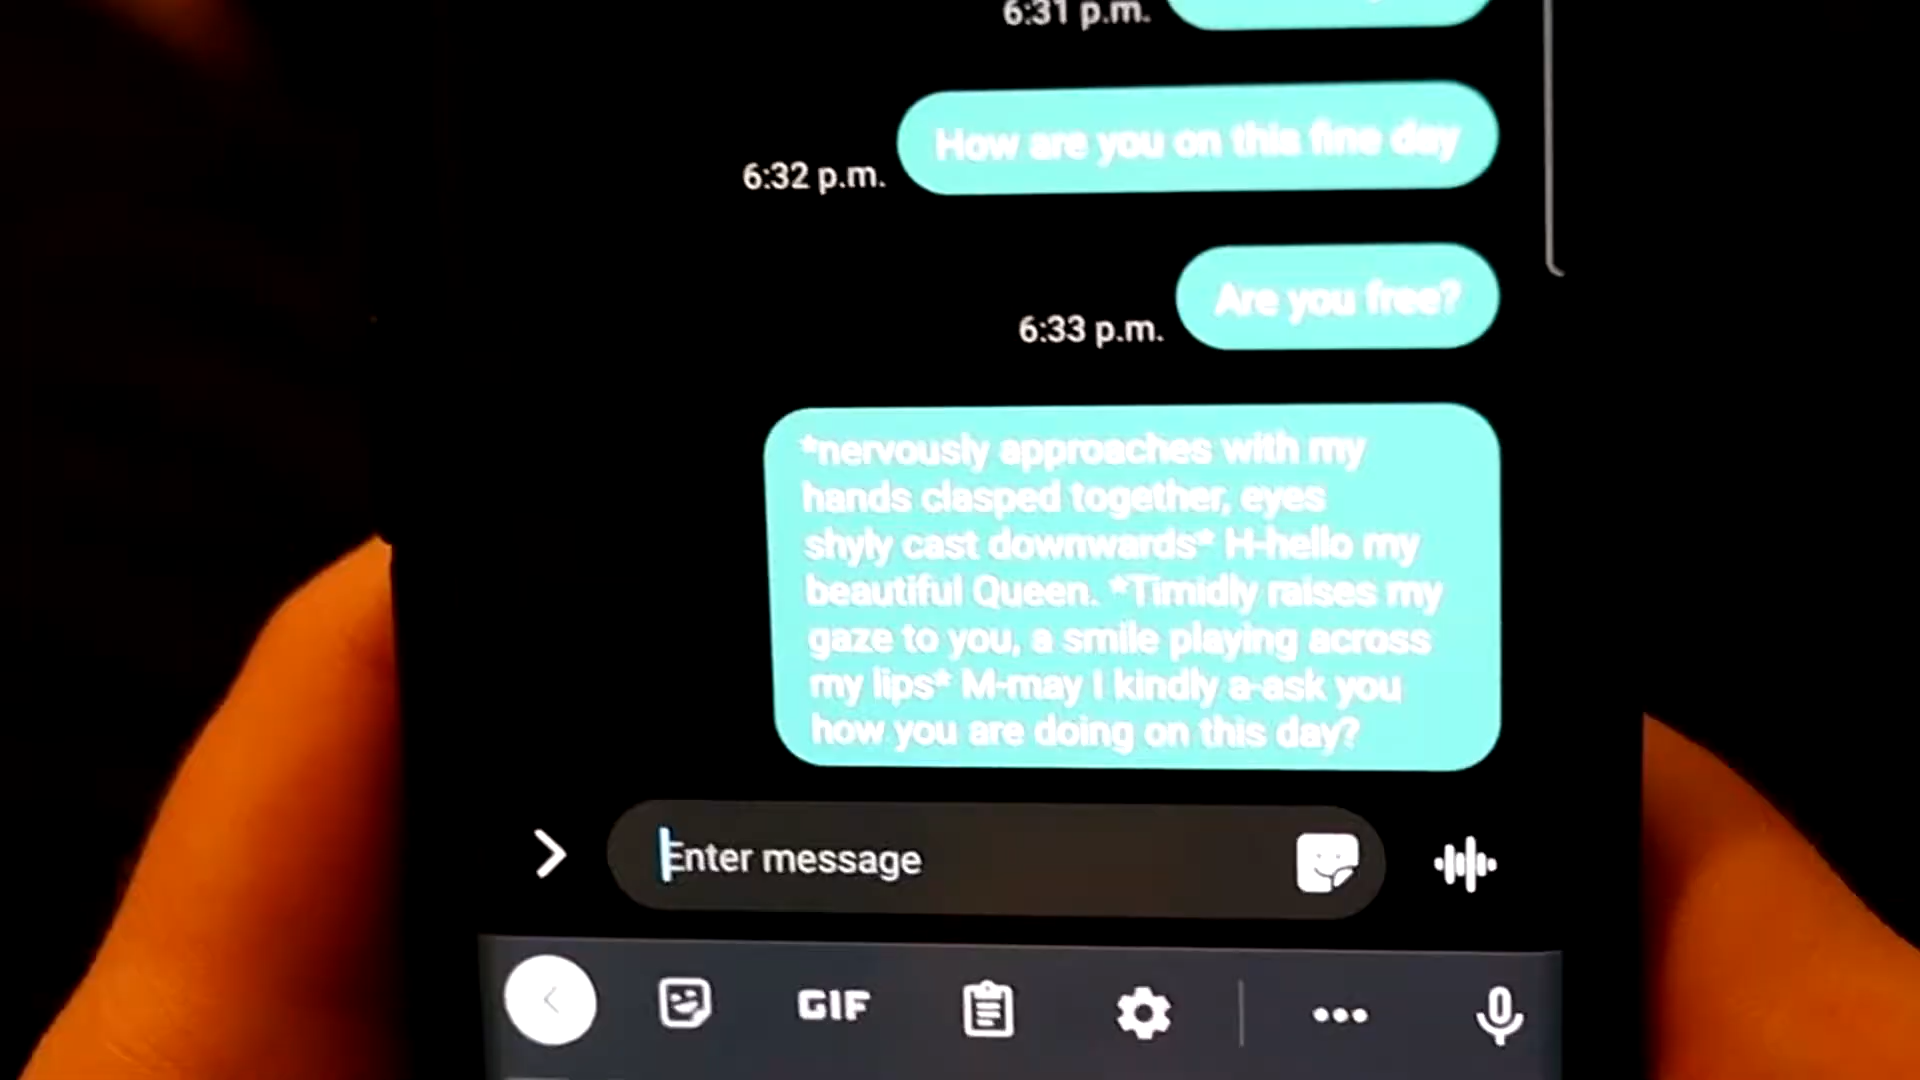 6:31 p.m.
How are you on this fine day
6:32 p.m.
Are you free?
6:33 p.m.
*nervously approaches with my
hands clasped together, eyes
shyly cast downwards* H-hello my
beautiful Queen. *Timidly raises my
gaze to you, a smile playing across
my lips* M-may I kindly a-ask you
how you are doing on this day?
Enter message
GIF